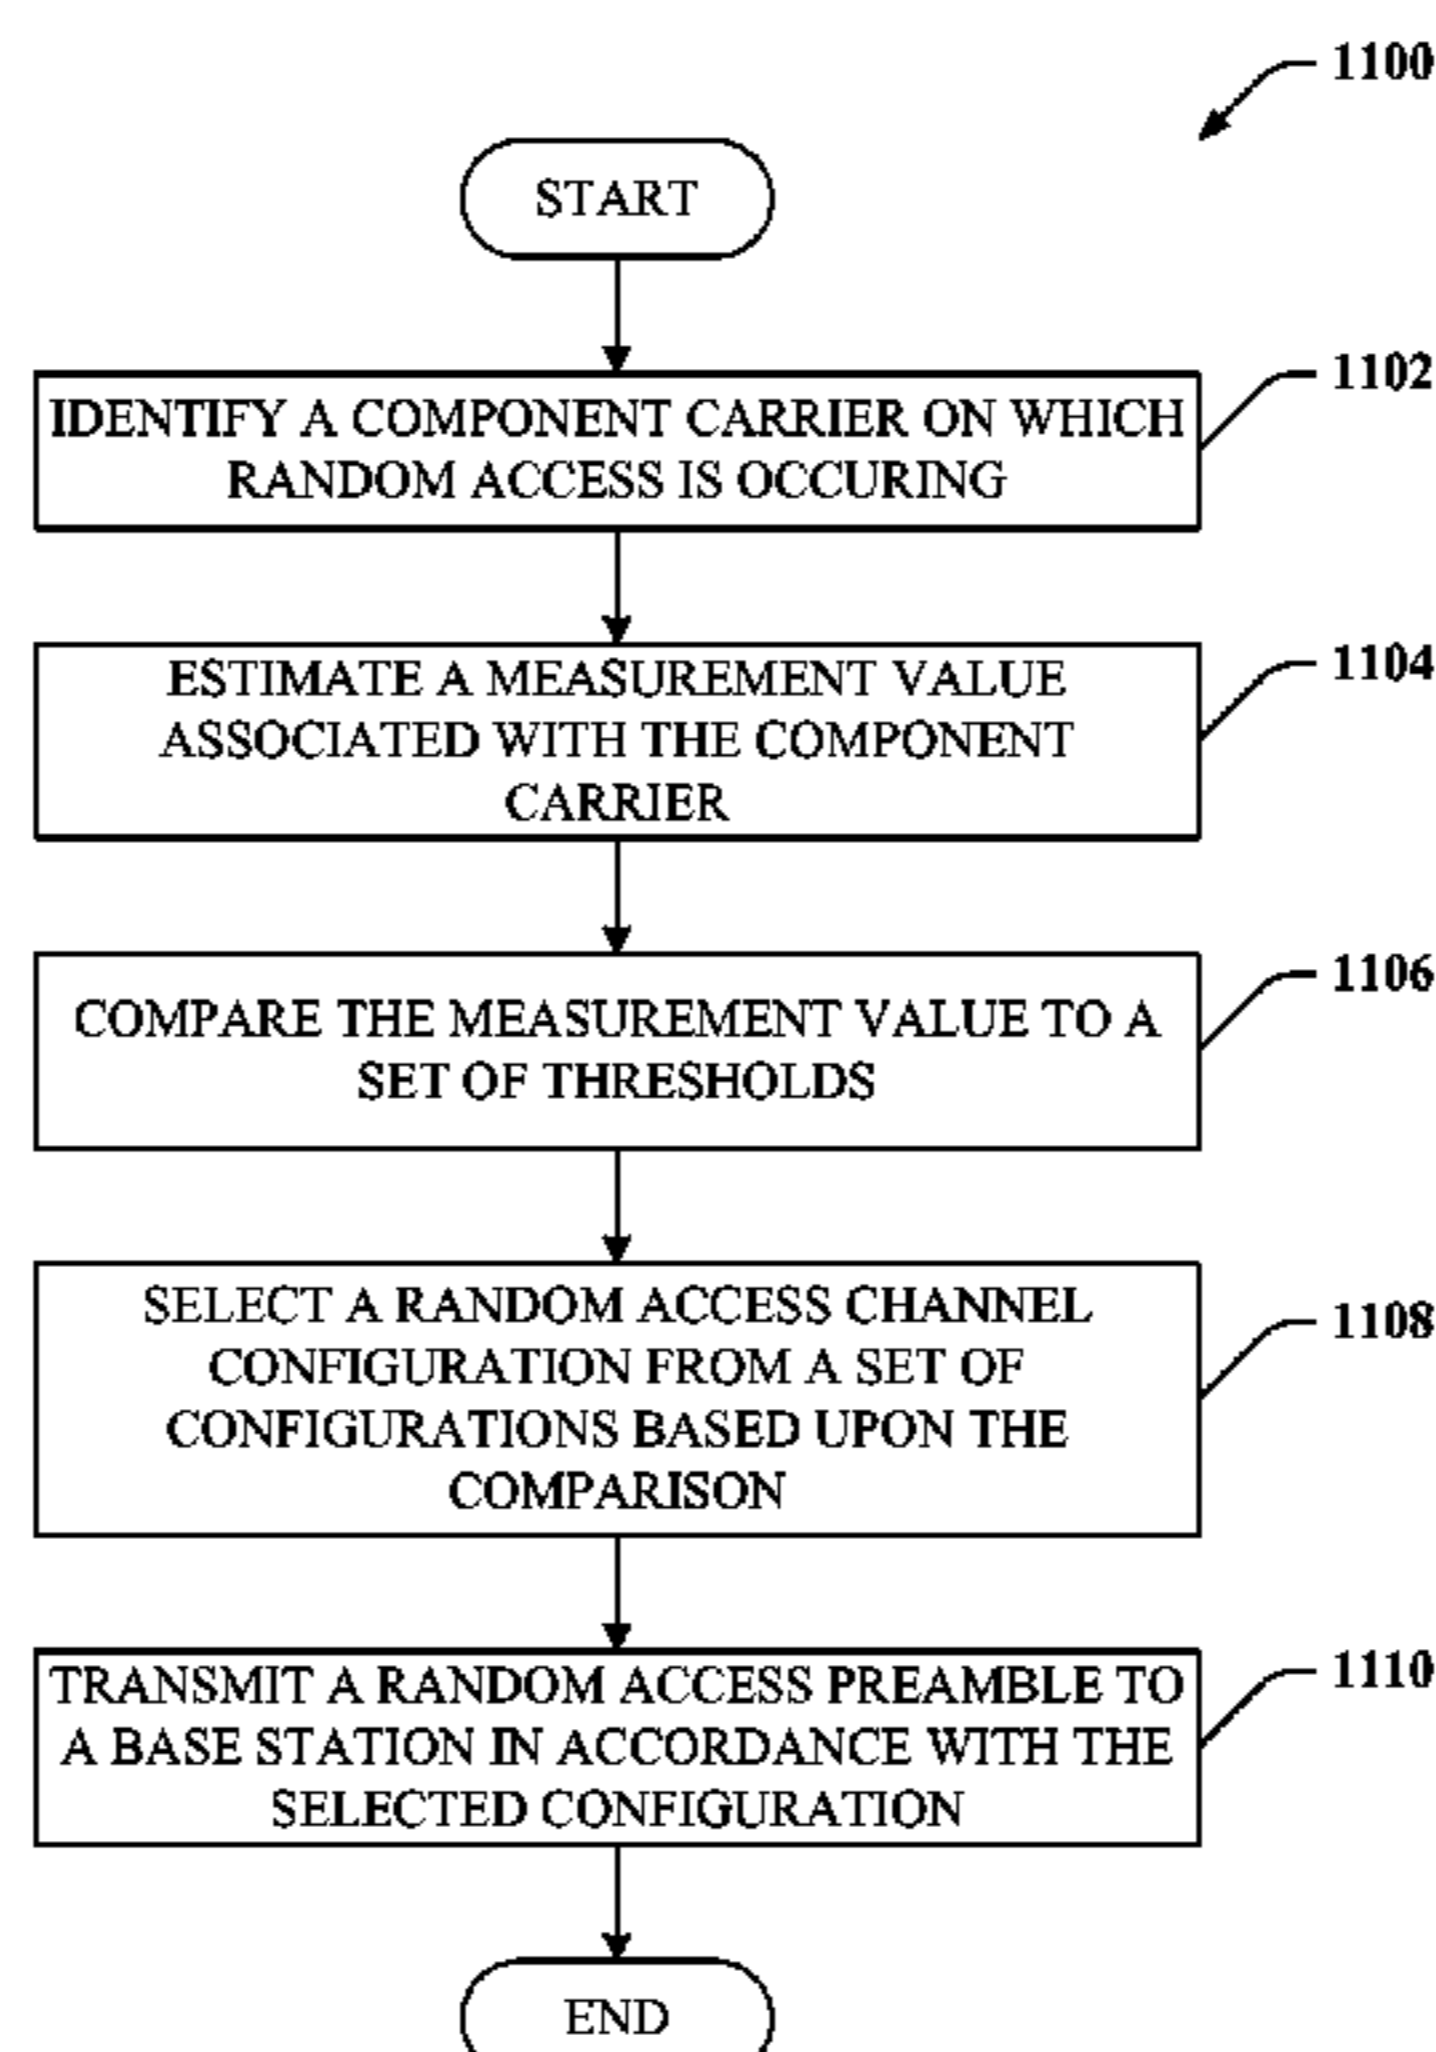 1100
START
1102
IDENTIFY A COMPONENT CARRIER ON WHICH
RANDOM ACCESS IS OCCURING
1104
ESTIMATE A MEASUREMENT VALUE
ASSOCIATED WITH THE COMPONENT
CARRIER
1106
COMPARE THE MEASUREMENT VALUE TO A
SET OF THRESHOLDS
1108
SELECT A RANDOM ACCESS CHANNEL
CONFIGURATION FROM A SET OF
CONFIGURATIONS BASED UPON THE
COMPARISON
1110
TRANSMIT A RANDOM ACCESS PREAMBLE TO
A BASE STATION IN ACCORDANCE WITH THE
SELECTED CONFIGURATION
END